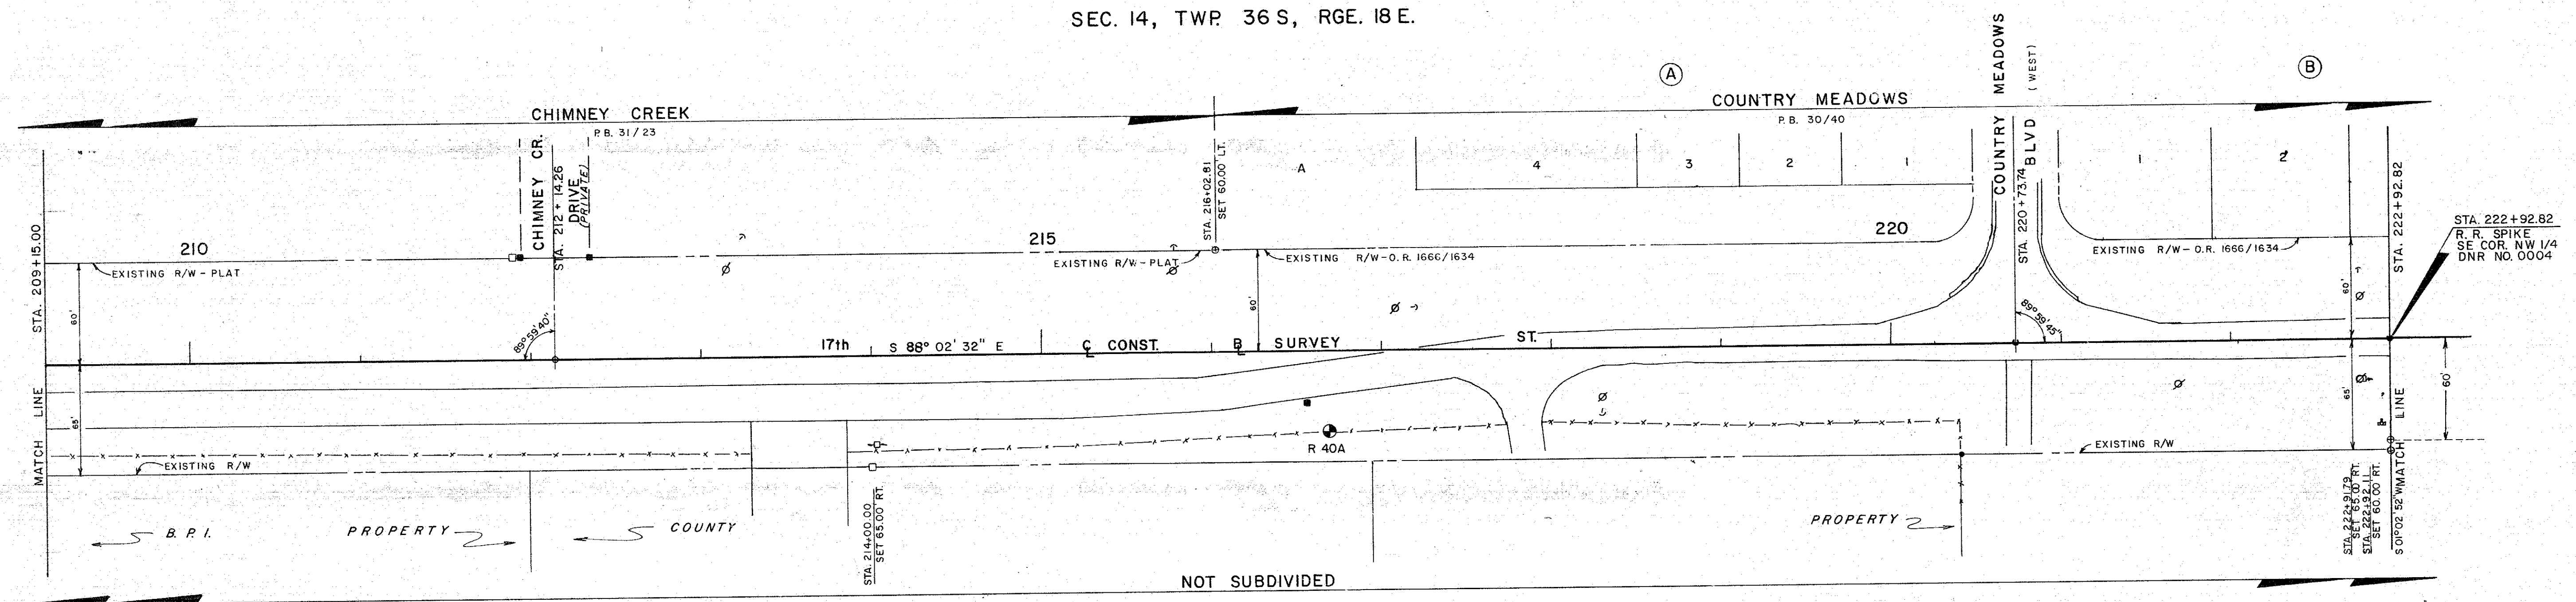 SEC. 14, TWP. 36 S, RGE. 18 E.
A
B
CHIMNEY CREEK
P.B. 31/23
COUNTRY MEADOWS
P.B. 30/40
COUNTRY MEADOWS
BLVD
(WEST)
CHIMNEY CR.
DRIVE
(PRIVATE)
STA. 212+14.26
STA. 216+02.81
SET 60.00' LT.
A
4
3
2
1
1
2
STA. 220+73.74
STA. 222+92.82
STA. 222+92.82
R.R. SPIKE
SE COR. NW 1/4
DNR NO. 0004
STA. 209+15.00
210
215
220
EXISTING R/W - PLAT
EXISTING R/W - PLAT
EXISTING R/W-O.R. 1666/1634
EXISTING R/W-O.R. 1666/1634
60'
60'
60'
89° 59' 40"
89° 59' 45"
17th S 88° 02' 32" E C̲L CONST. B̲L SURVEY ST.
MATCH LINE
65'
65'
60'
MATCH LINE
EXISTING R/W
EXISTING R/W
R 40A
STA. 214+00.00
SET 65.00' RT.
STA. 222+91.79
SET 65.00' RT.
STA. 222+92.11
SET 60.00' RT.
S 01° 02' 52" W
B.P.I.
PROPERTY
COUNTY
PROPERTY
NOT SUBDIVIDED